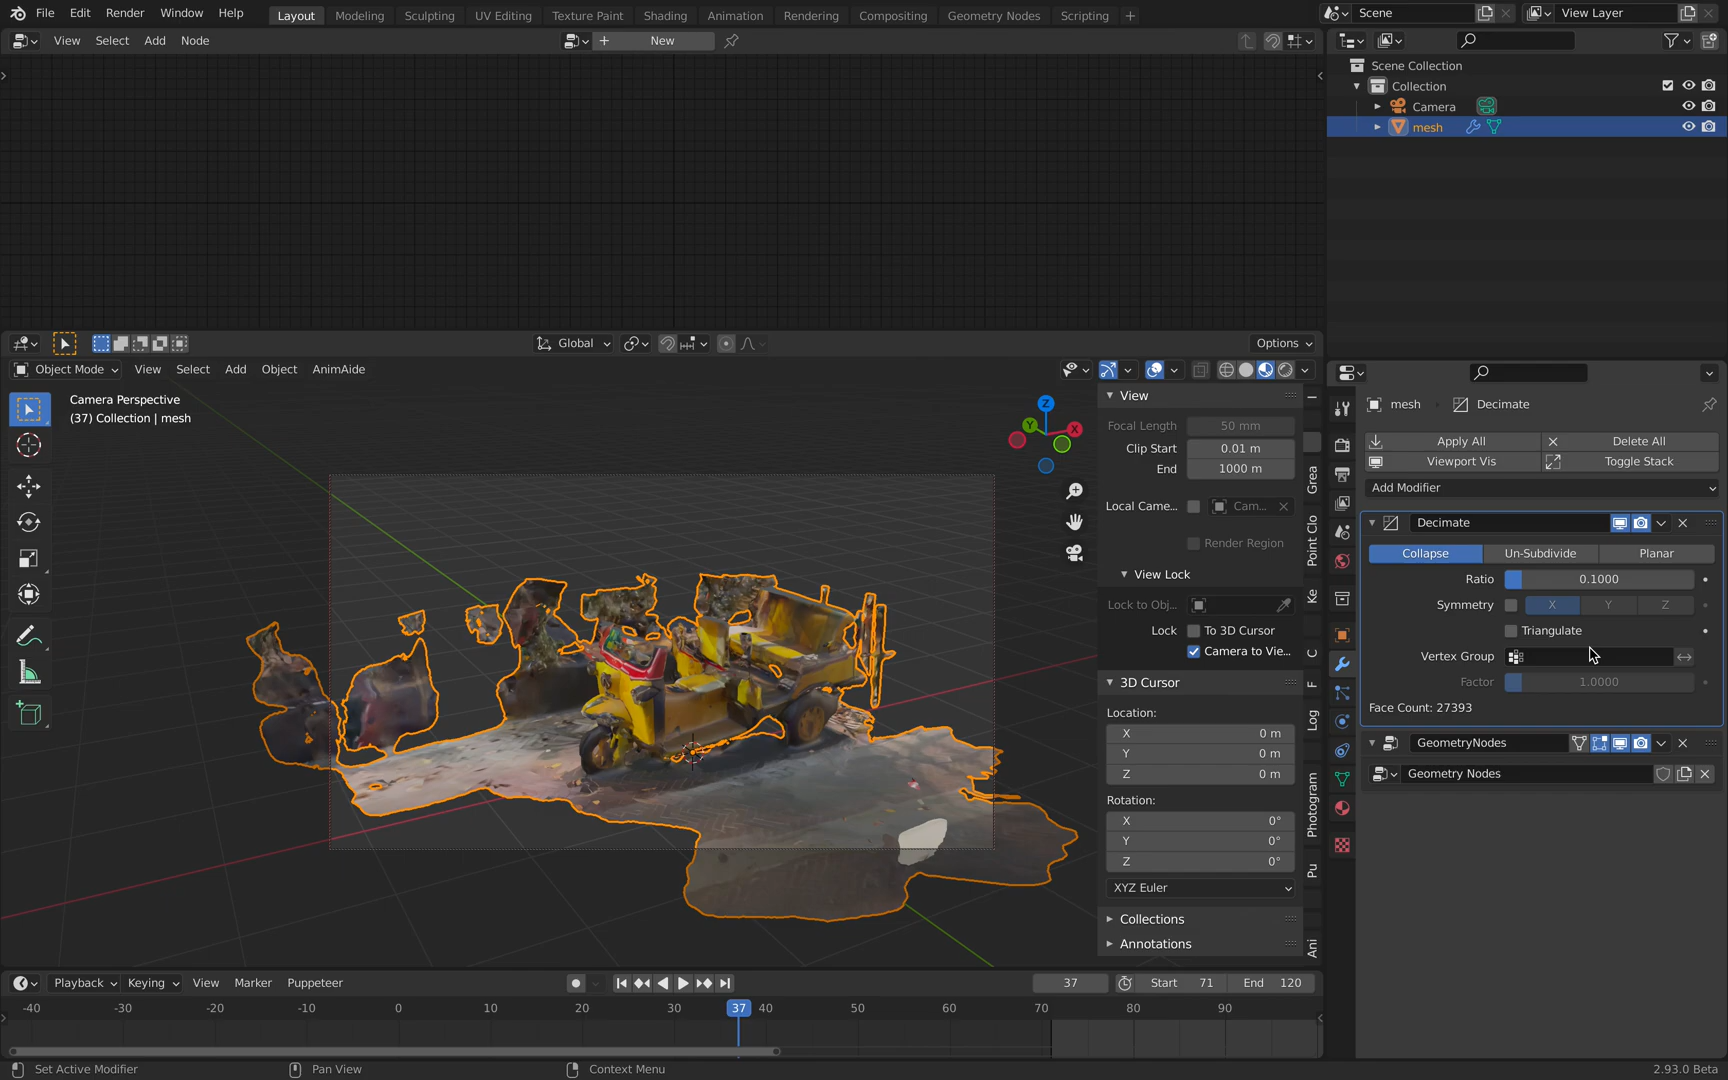 File Edit Render Window Help Layout Modeling Sculpting UV Editing Texture Paint Shading Animation Rendering Compositing Geometry Nodes Scripting + Scene View Layer
View Select Add Node New
Scene Collection
Collection
Camera
mesh
Global Options
Object Mode View Select Add Object AnimAide
Camera Perspective
(37) Collection | mesh
Z
Y
X
View
Focal Length 50 mm
Clip Start 0.01 m
End 1000 m
Local Came... Cam...
Render Region
View Lock
Lock to Obj...
Lock To 3D Cursor
Camera to Vie...
3D Cursor
Location:
X 0 m
Y 0 m
Z 0 m
Rotation:
X 0°
Y 0°
Z 0°
XYZ Euler
Collections
Annotations
Grea
Point Clo
Ke
C
F
Log
Photogram
Pu
Ani
mesh Decimate
Apply All Delete All
Viewport Vis Toggle Stack
Add Modifier
Decimate
Collapse Un-Subdivide Planar
Ratio 0.1000
Symmetry X Y Z
Triangulate
Vertex Group
Factor 1.0000
Face Count: 27393
GeometryNodes
Geometry Nodes
Playback Keying View Marker Puppeteer 37 Start 71 End 120
-40 -30 -20 -10 0 10 20 30 37 40 50 60 70 80 90
Set Active Modifier Pan View Context Menu 2.93.0 Beta